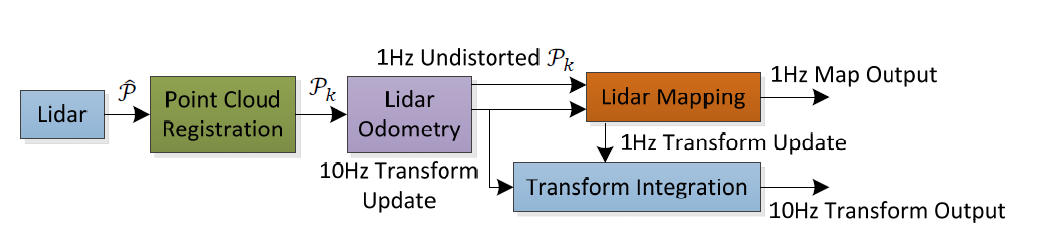 1Hz Undistorted 𝒫k
Lidar
𝒫̂
Point Cloud
Registration
𝒫k
Lidar
Odometry
10Hz Transform
Update
Lidar Mapping
1Hz Map Output
1Hz Transform Update
Transform Integration
10Hz Transform Output